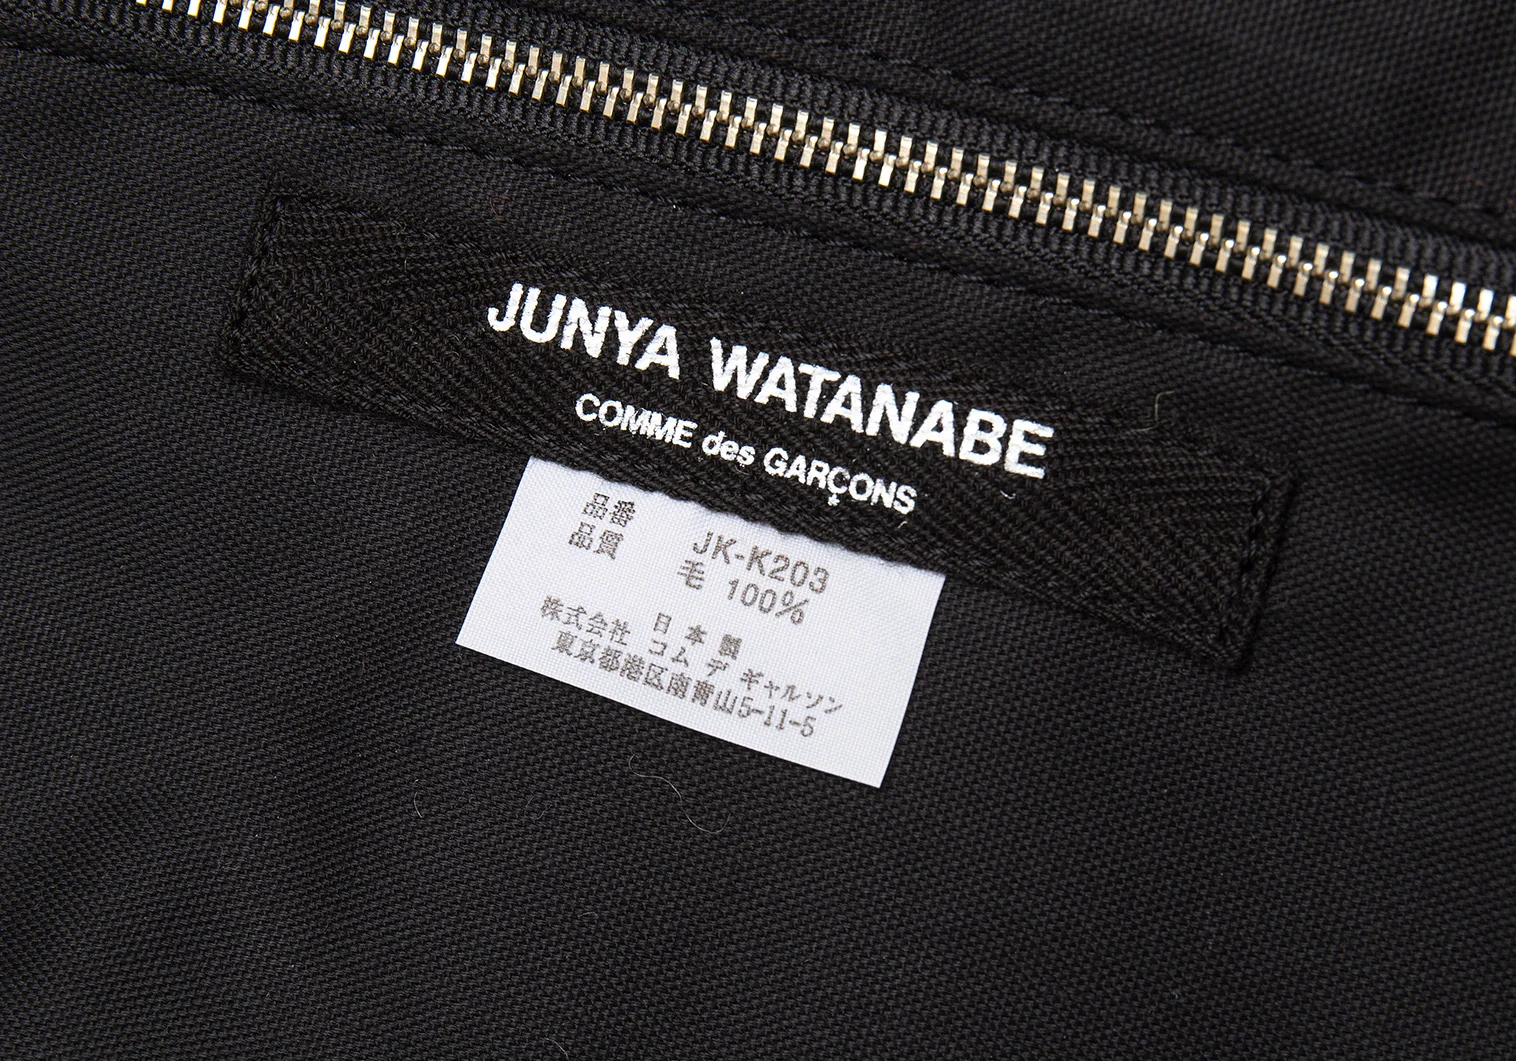 JUNYA WATANABE
COMME des GARÇONS
品番 JK-K203
品質 毛 100%
日本製
株式会社 コム デ ギャルソン
東京都港区南青山5-11-5